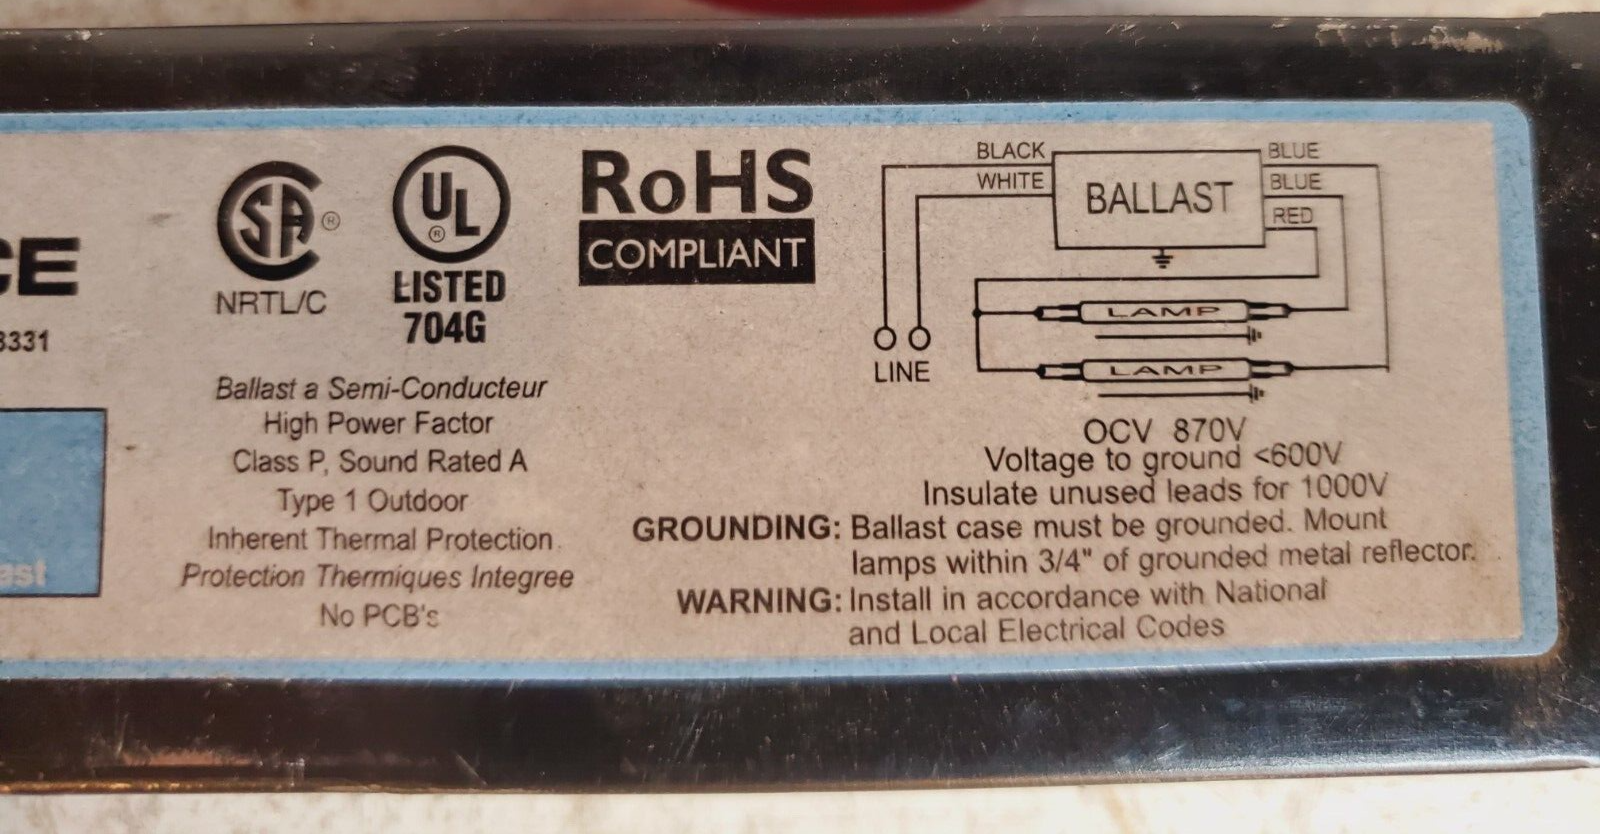 CE
3331
ast
SA ®
NRTL/C
UL ®
LISTED
704G
RoHS
COMPLIANT
Ballast a Semi-Conducteur
High Power Factor
Class P, Sound Rated A
Type 1 Outdoor
Inherent Thermal Protection
Protection Thermiques Integree
No PCB's
BLACK
WHITE
BALLAST
BLUE
BLUE
RED
LAMP
LAMP
LINE
OCV 870V
Voltage to ground <600V
Insulate unused leads for 1000V
GROUNDING: Ballast case must be grounded. Mount
lamps within 3/4" of grounded metal reflector.
WARNING: Install in accordance with National
and Local Electrical Codes